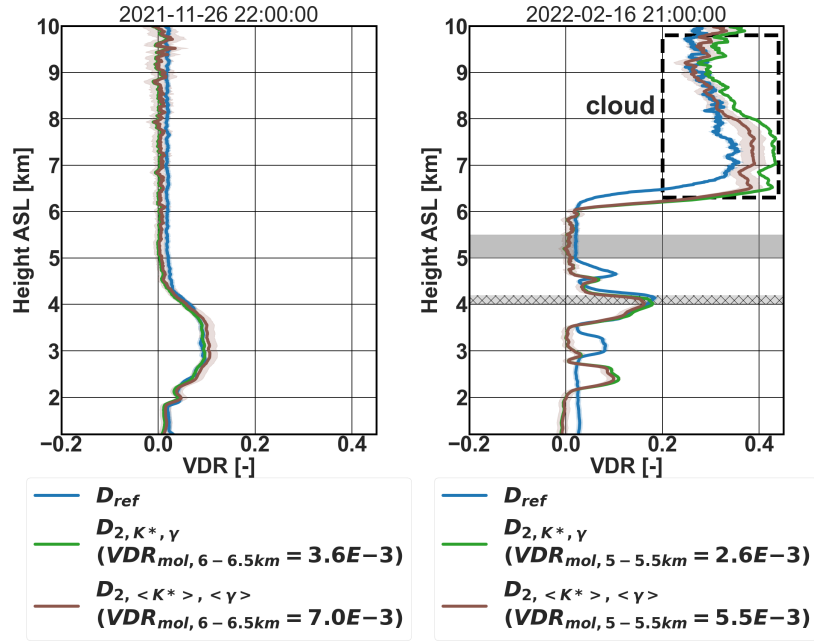 2021-11-26 22:00:00
2022-02-16 21:00:00
Height ASL [km]
10
9
8
7
6
5
4
3
2
−0.2
0.0
0.2
0.4
VDR [-]
Height ASL [km]
10
9
8
7
6
5
4
3
2
cloud
−0.2
0.0
0.2
0.4
VDR [-]
D_ref
D_2, K*, γ
(VDR_mol, 6−6.5km = 3.6E−3)
D_2, <K*>, <γ>
(VDR_mol, 6−6.5km = 7.0E−3)
D_ref
D_2, K*, γ
(VDR_mol, 5−5.5km = 2.6E−3)
D_2, <K*>, <γ>
(VDR_mol, 5−5.5km = 5.5E−3)